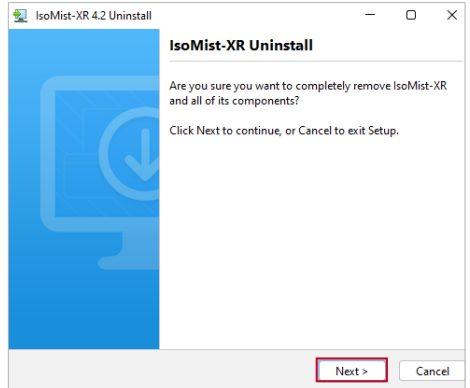 IsoMist-XR 4.2 Uninstall
IsoMist-XR Uninstall
Are you sure you want to completely remove IsoMist-XR
and all of its components?
Click Next to continue, or Cancel to exit Setup.
Next >
Cancel